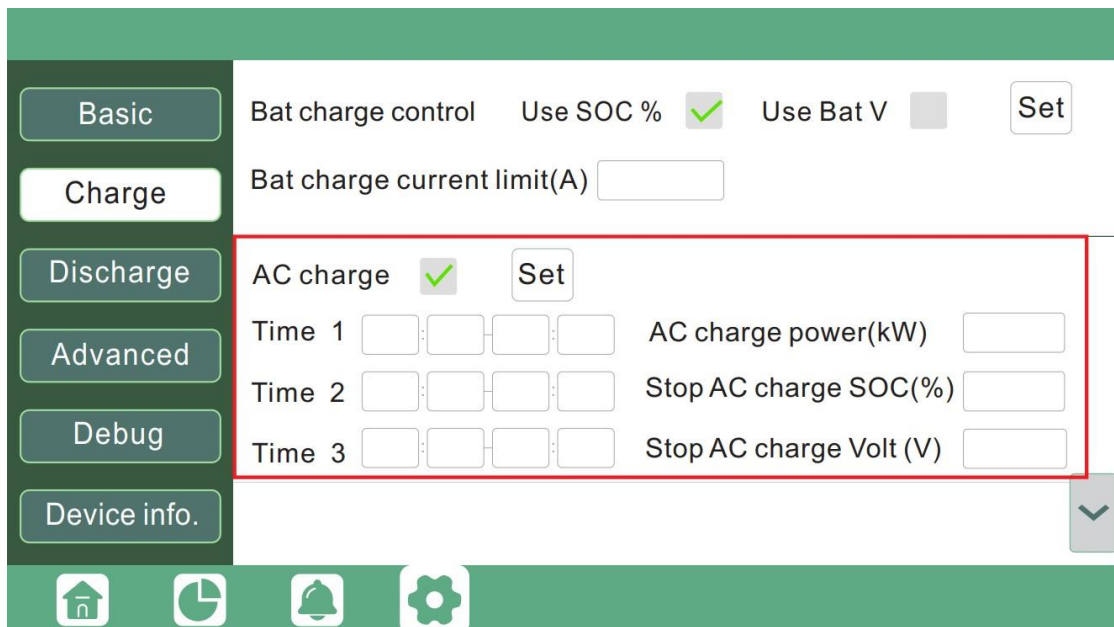 Basic
Charge
Discharge
Advanced
Debug
Device info.
Bat charge control Use SOC % Use Bat V Set
Bat charge current limit(A)
AC charge Set
Time 1 : - : AC charge power(kW)
Time 2 : - : Stop AC charge SOC(%)
Time 3 : - : Stop AC charge Volt (V)